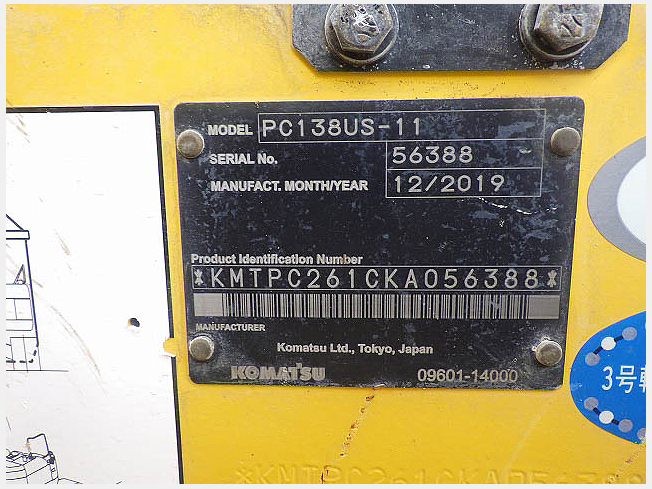 MODEL PC138US-11
SERIAL No. 56388
MANUFACT. MONTH/YEAR 12/2019
Product Identification Number
*KMTPC261CKA056388*
MANUFACTURER
Komatsu Ltd., Tokyo, Japan
KOMATSU 09601-14000
3号
*KMTPC261CKA056388